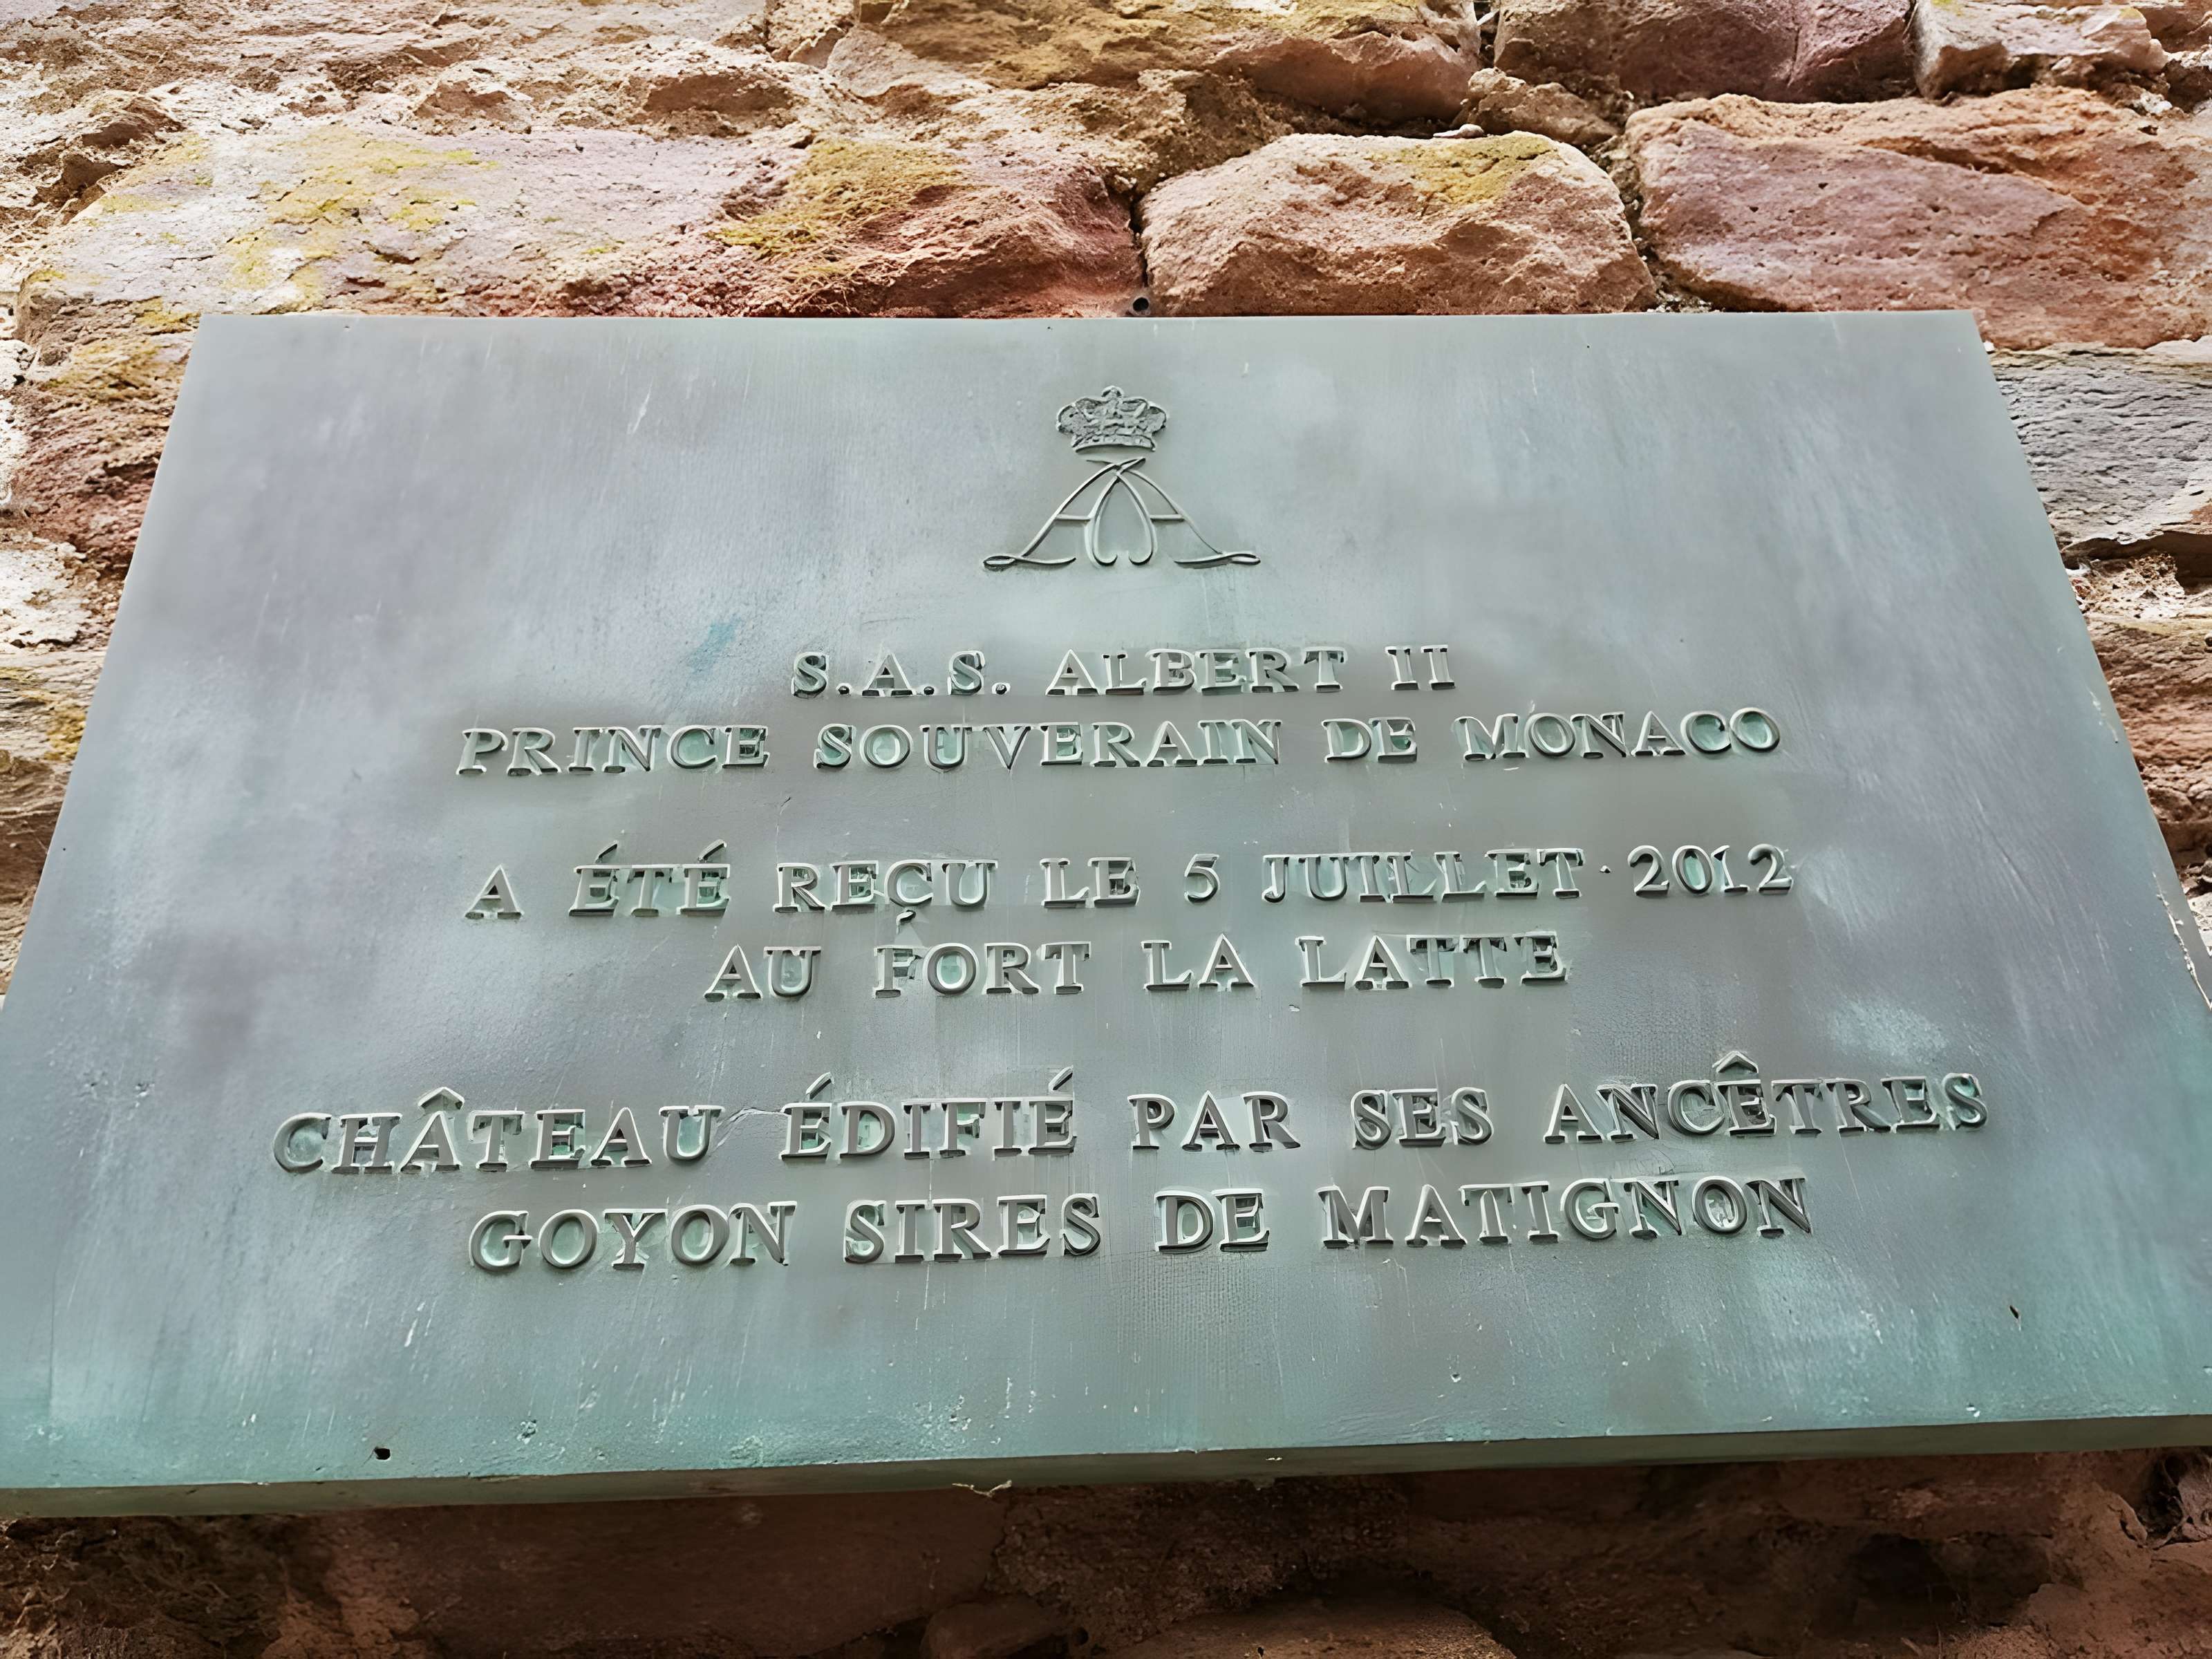 S.A.S. ALBERT II
PRINCE SOUVERAIN DE MONACO
A ÉTÉ REÇU LE 5 JUILLET 2012
AU FORT LA LATTE
CHÂTEAU ÉDIFIÉ PAR SES ANCÊTRES
GOYON SIRES DE MATIGNON